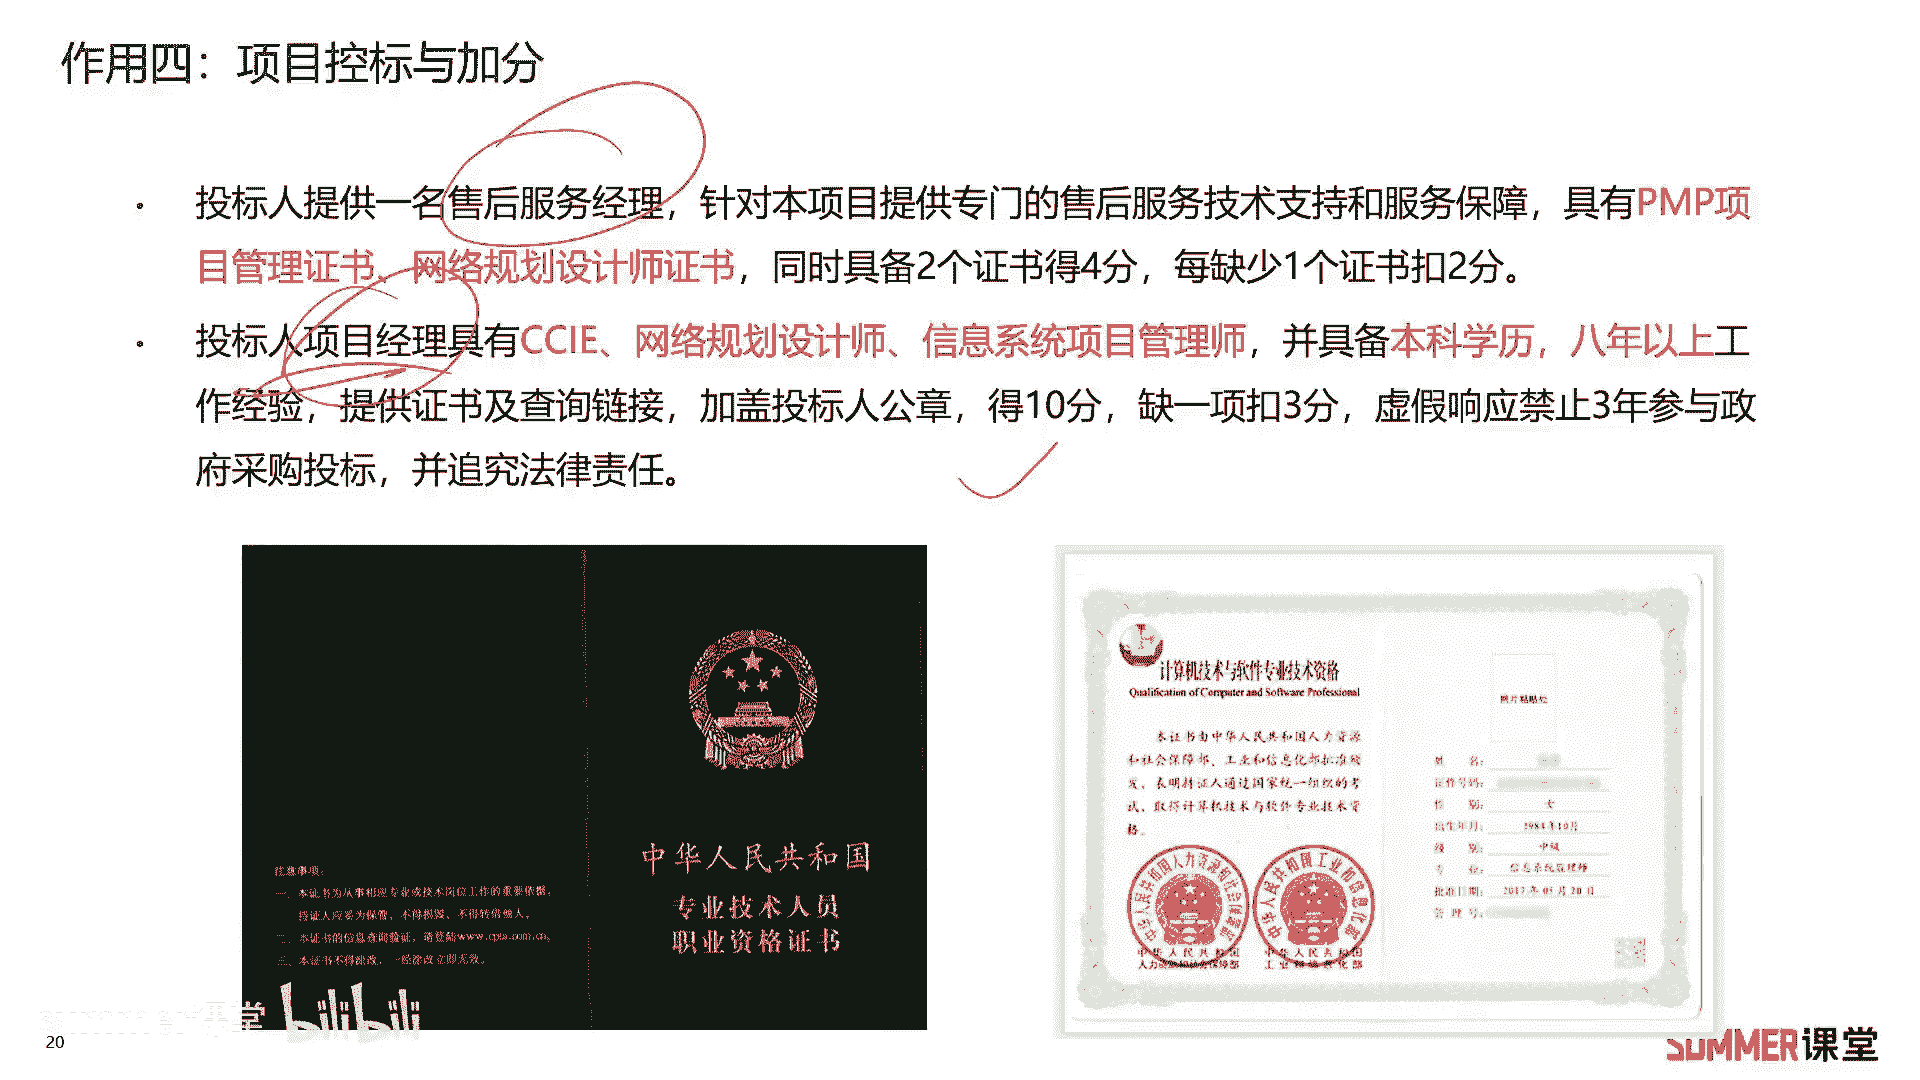 作用四：项目控标与加分
• 投标人提供一名售后服务经理，针对本项目提供专门的售后服务技术支持和服务保障，具有PMP项
目管理证书、网络规划设计师证书，同时具备2个证书得4分，每缺少1个证书扣2分。
• 投标人项目经理具有CCIE、网络规划设计师、信息系统项目管理师，并具备本科学历，八年以上工
作经验，提供证书及查询链接，加盖投标人公章，得10分，缺一项扣3分，虚假响应禁止3年参与政
府采购投标，并追究法律责任。
中华人民共和国
专业技术人员
职业资格证书
注意事项：
一、本证书为从事相应专业或技术岗位工作的重要依据，
持证人应妥为保管，不得损毁，不得转借他人。
二、本证书的信息查询验证，请登陆www.cpta.com.cn。
三、本证书不得涂改，一经涂改立即无效。
计算机技术与软件专业技术资格
Qualification of Computer and Software Professional
本证书由中华人民共和国人力资源
和社会保障部、工业和信息化部批准颁
发，表明持证人通过国家统一组织的考
试，取得计算机技术与软件专业技术资
格。
中华人民共和国
人力资源和社会保障部
中华人民共和国
工业和信息化部
照片粘贴处
姓 名：
证件号码：
性 别： 女
出生年月： 1984年10月
级 别： 中级
专 业： 信息系统监理师
批准日期： 2017年05月20日
管 理 号：
summer课堂 bilibili
20
SUMMER课堂